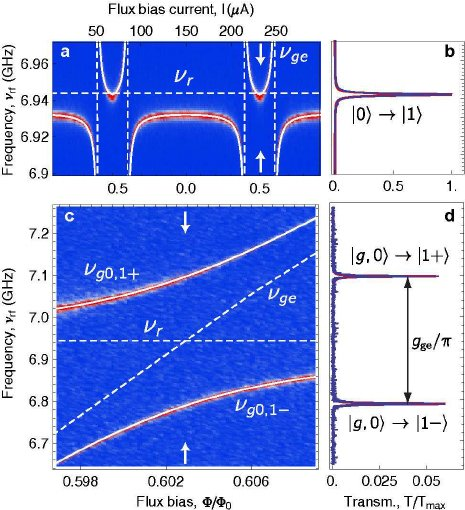 Flux bias current, I (μA)
50 100 150 200 250
a
ν_ge
b
6.96
ν_r
6.94
|0⟩ → |1⟩
6.92
6.9
Frequency, ν_rf (GHz)
0.5 0.0 0.5
0. 0.5 1.
c
d
7.2
|g, 0⟩ → |1+⟩
7.1
ν_g0,1+
ν_ge
7.0
ν_r
g_ge/π
6.9
6.8
ν_g0,1−
|g, 0⟩ → |1−⟩
6.7
Frequency, ν_rf (GHz)
0.598 0.602 0.606
0. 0.025 0.05
Flux bias, Φ/Φ₀
Transm., T/T_max